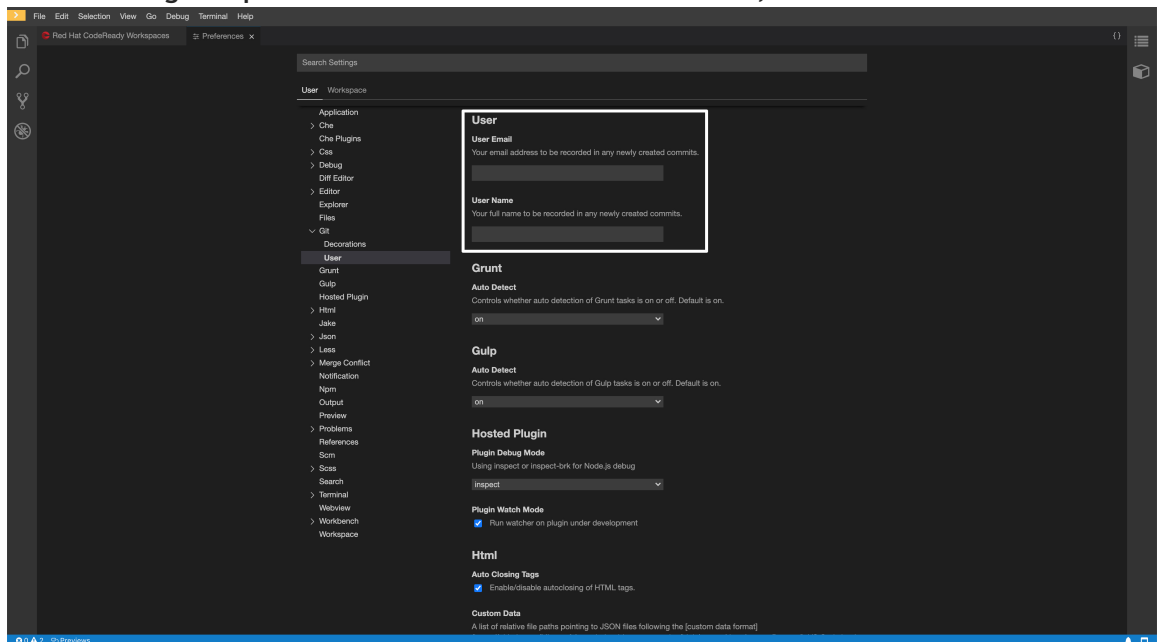 File Edit Selection View Go Debug Terminal Help
Red Hat CodeReady Workspaces Preferences x {}
Search Settings
User Workspace
Application
> Che
Che Plugins
> Css
> Debug
Diff Editor
> Editor
Explorer
Files
Git
Decorations
User
Grunt
Gulp
Hosted Plugin
> Html
Jake
> Json
> Less
> Merge Conflict
Notification
Npm
Output
Preview
> Problems
References
Scm
> Scss
Search
> Terminal
Webview
> Workbench
Workspace
User
User Email
Your email address to be recorded in any newly created commits.
User Name
Your full name to be recorded in any newly created commits.
Grunt
Auto Detect
Controls whether auto detection of Grunt tasks is on or off. Default is on.
on
Gulp
Auto Detect
Controls whether auto detection of Gulp tasks is on or off. Default is on.
on
Hosted Plugin
Plugin Debug Mode
Using inspect or inspect-brk for Node.js debug
inspect
Plugin Watch Mode
Run watcher on plugin under development
Html
Auto Closing Tags
Enable/disable autoclosing of HTML tags.
Custom Data
A list of relative file paths pointing to JSON files following the [custom data format]
0 2 Previews